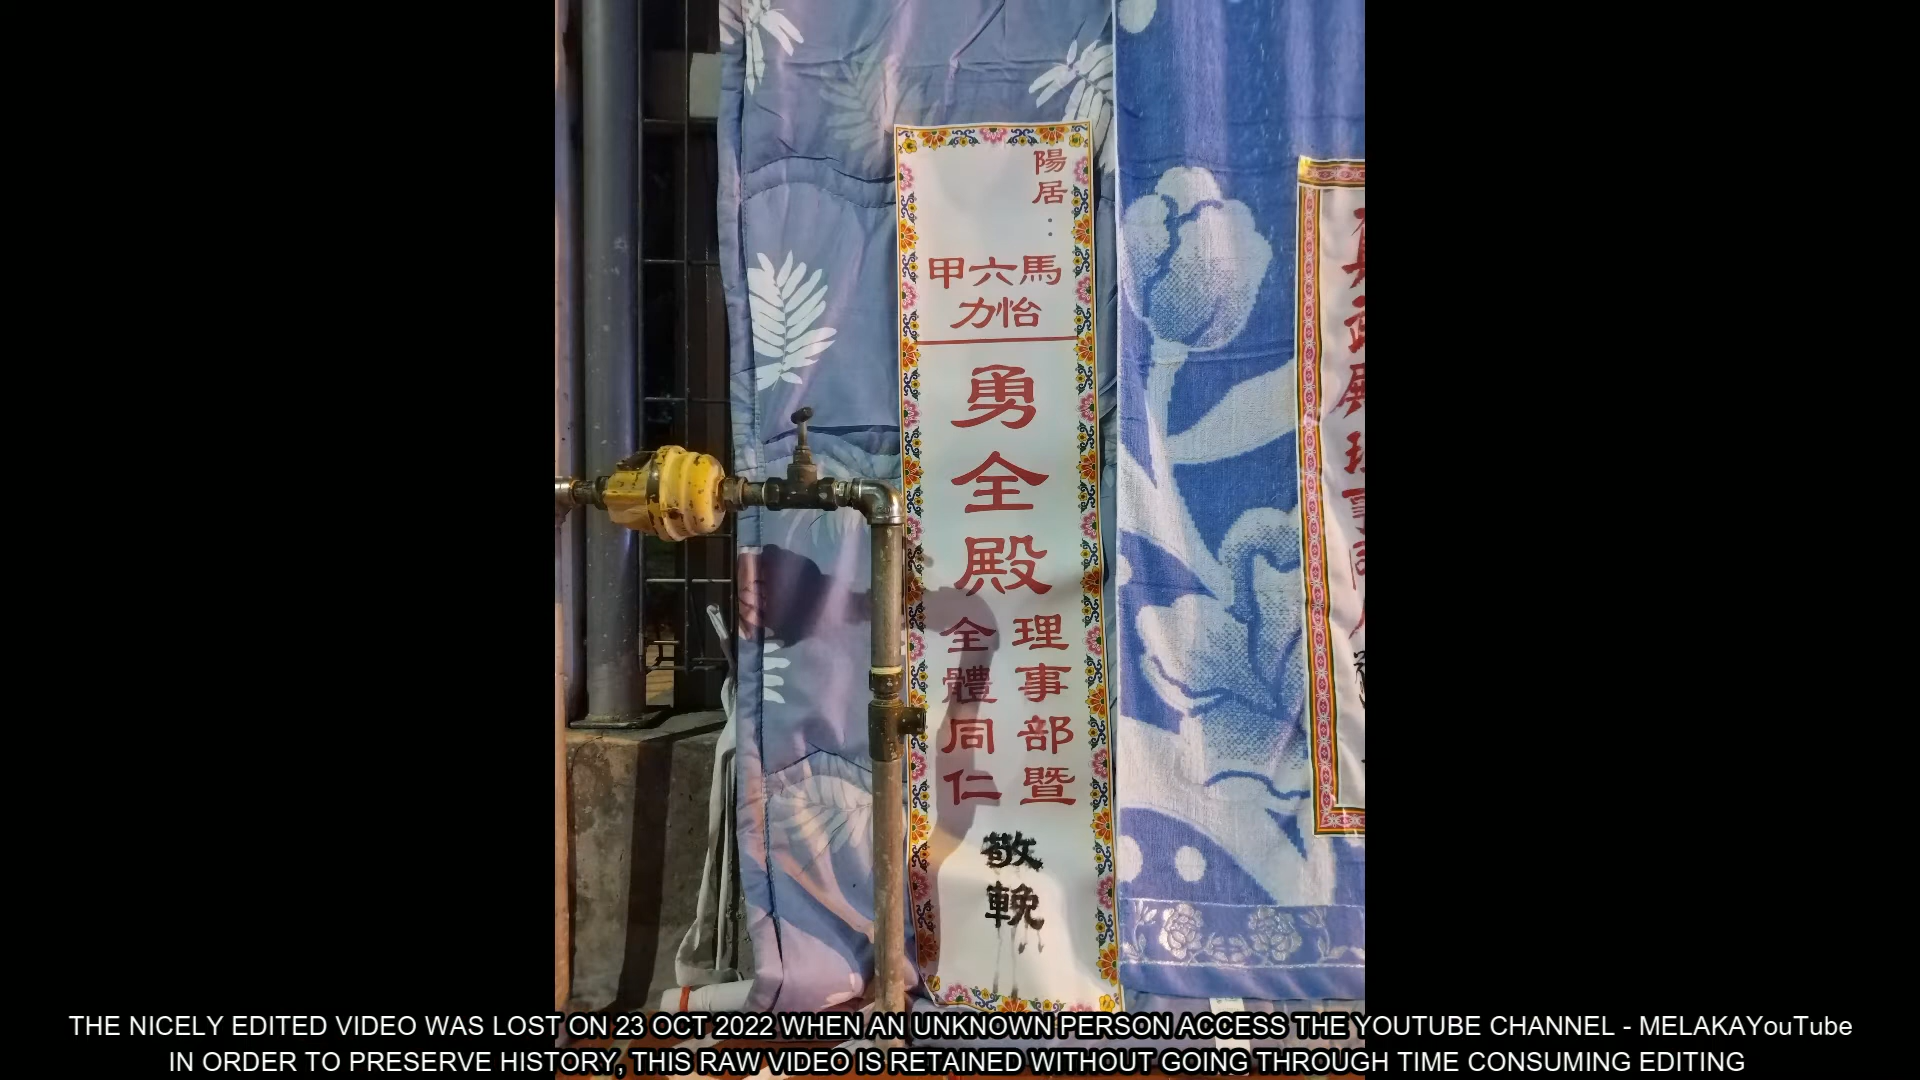 陽居：
馬六甲
怡力
勇全殿
理事部暨
全體同仁
敬輓
殿
THE NICELY EDITED VIDEO WAS LOST ON 23 OCT 2022 WHEN AN UNKNOWN PERSON ACCESS THE YOUTUBE CHANNEL - MELAKAYouTube
IN ORDER TO PRESERVE HISTORY, THIS RAW VIDEO IS RETAINED WITHOUT GOING THROUGH TIME CONSUMING EDITING